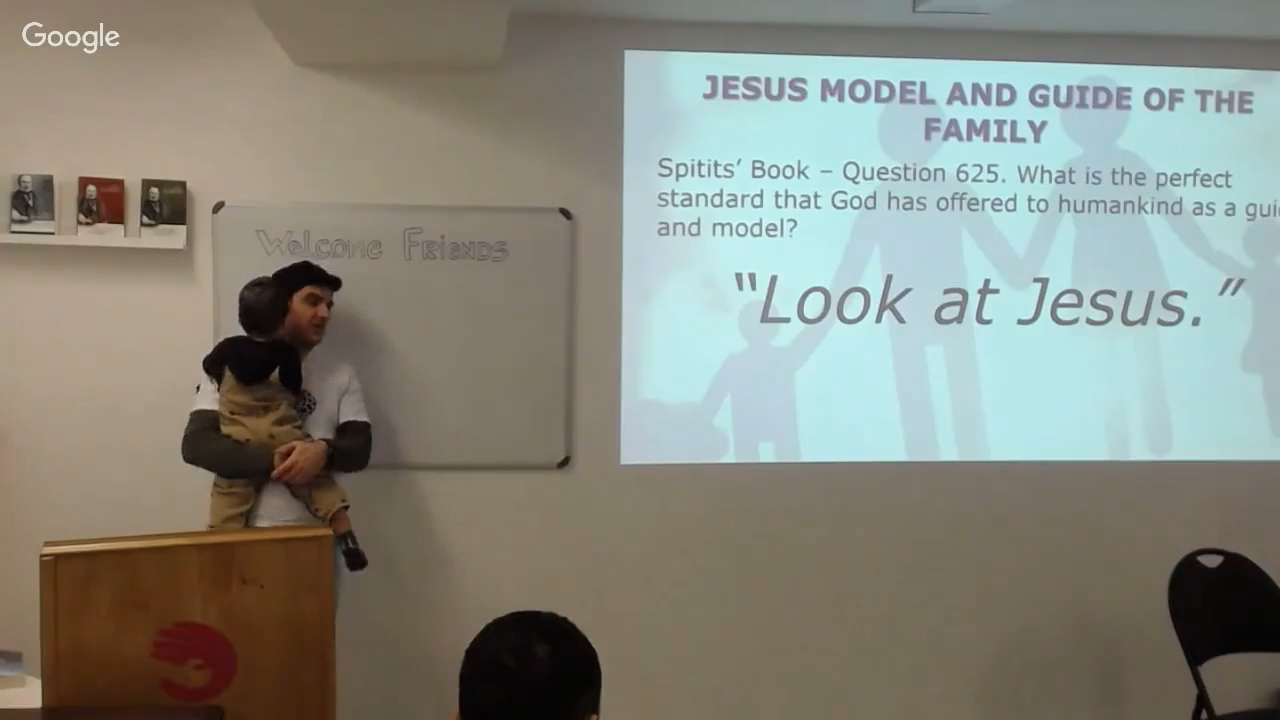 Google
JESUS MODEL AND GUIDE OF THE
FAMILY
Spitits' Book – Question 625. What is the perfect
standard that God has offered to humankind as a gui
and model?
"Look at Jesus."
Welcome Friends